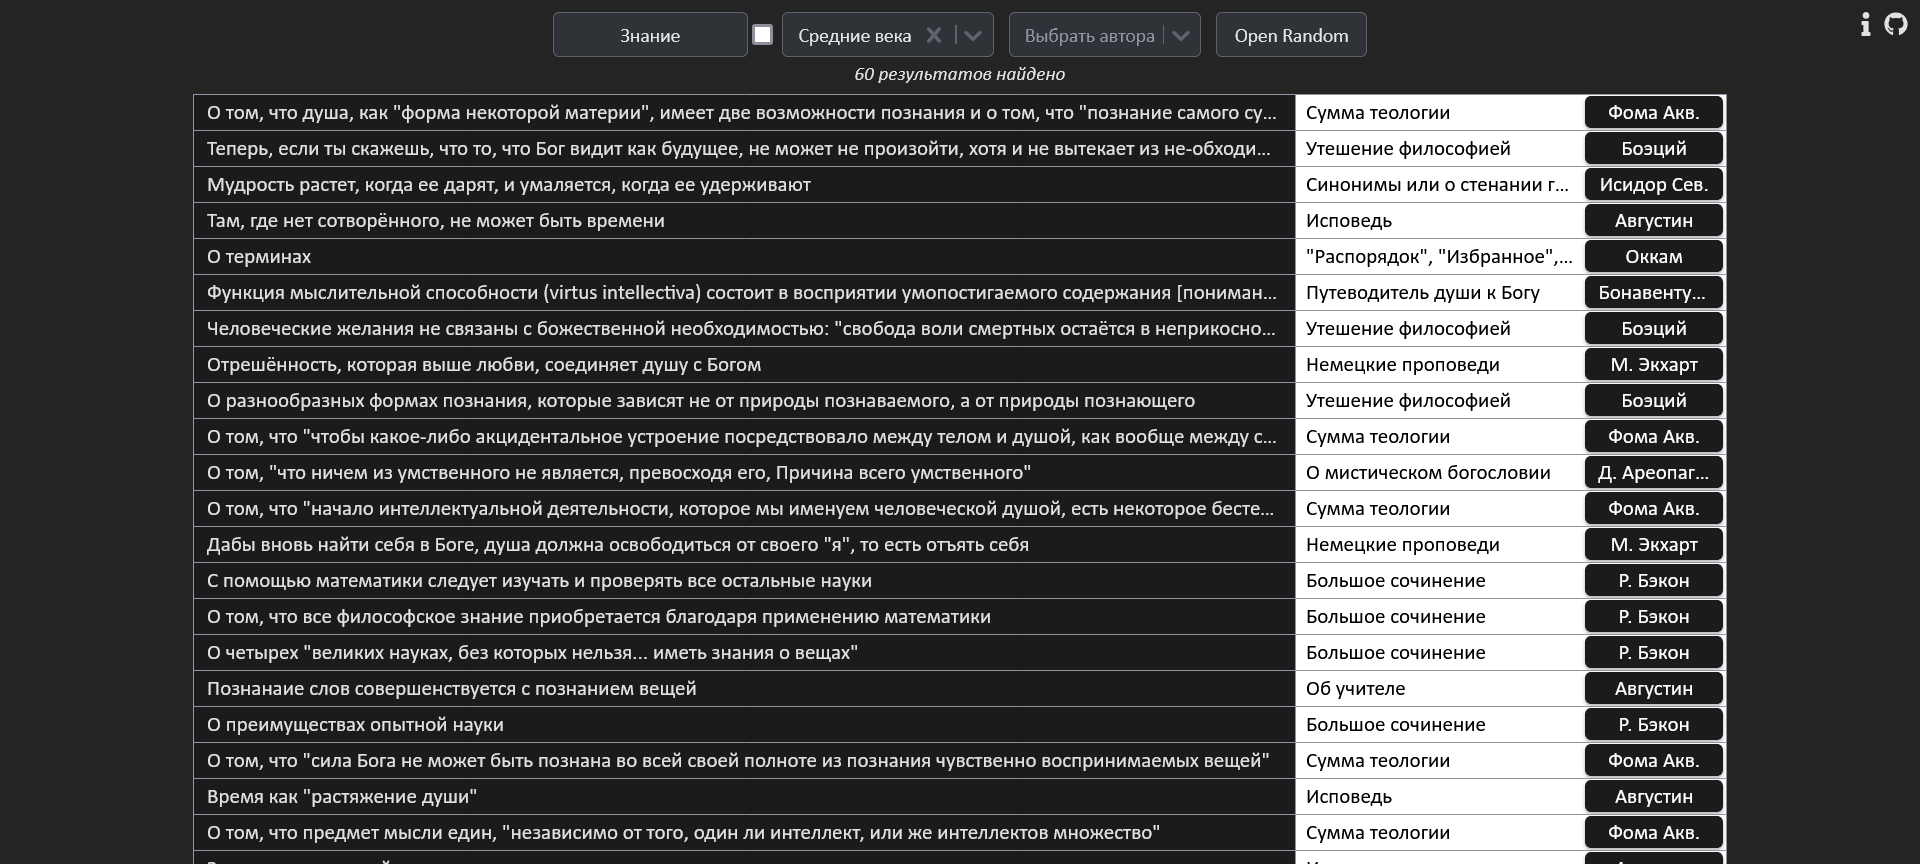 Знание Средние века Выбрать автора Open Random
60 результатов найдено
О том, что душа, как "форма некоторой материи", имеет две возможности познания и о том, что "познание самого су... Сумма теологии Фома Акв.
Теперь, если ты скажешь, что то, что Бог видит как будущее, не может не произойти, хотя и не вытекает из не-обходи... Утешение философией Боэций
Мудрость растет, когда ее дарят, и умаляется, когда ее удерживают Синонимы или о стенании г... Исидор Сев.
Там, где нет сотворённого, не может быть времени Исповедь Августин
О терминах "Распорядок", "Избранное",... Оккам
Функция мыслительной способности (virtus intellectiva) состоит в восприятии умопостигаемого содержания [пониман... Путеводитель души к Богу Бонавенту...
Человеческие желания не связаны с божественной необходимостью: "свобода воли смертных остаётся в неприкосно... Утешение философией Боэций
Отрешённость, которая выше любви, соединяет душу с Богом Немецкие проповеди М. Экхарт
О разнообразных формах познания, которые зависят не от природы познаваемого, а от природы познающего Утешение философией Боэций
О том, что "чтобы какое-либо акцидентальное устроение посредствовало между телом и душой, как вообще между с... Сумма теологии Фома Акв.
О том, "что ничем из умственного не является, превосходя его, Причина всего умственного" О мистическом богословии Д. Ареопаг...
О том, что "начало интеллектуальной деятельности, которое мы именуем человеческой душой, есть некоторое бесте... Сумма теологии Фома Акв.
Дабы вновь найти себя в Боге, душа должна освободиться от своего "я", то есть отъять себя Немецкие проповеди М. Экхарт
С помощью математики следует изучать и проверять все остальные науки Большое сочинение Р. Бэкон
О том, что все философское знание приобретается благодаря применению математики Большое сочинение Р. Бэкон
О четырех "великих науках, без которых нельзя... иметь знания о вещах" Большое сочинение Р. Бэкон
Познанаие слов совершенствуется с познанием вещей Об учителе Августин
О преимуществах опытной науки Большое сочинение Р. Бэкон
О том, что "сила Бога не может быть познана во всей своей полноте из познания чувственно воспринимаемых вещей" Сумма теологии Фома Акв.
Время как "растяжение души" Исповедь Августин
О том, что предмет мысли един, "независимо от того, один ли интеллект, или же интеллектов множество" Сумма теологии Фома Акв.